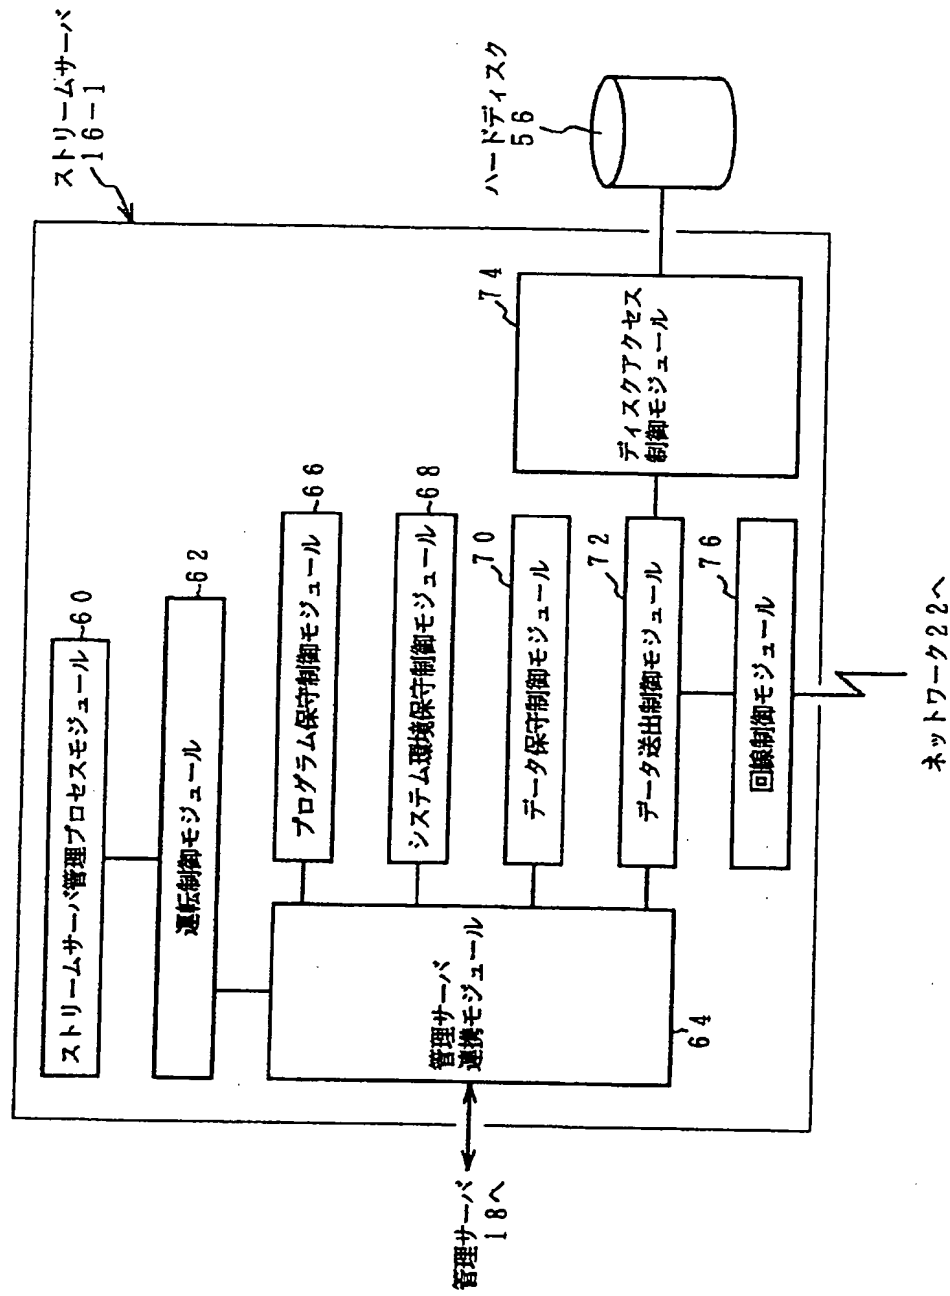 ストリームサーバ
16-1
ストリームサーバ管理プロセスモジュール
60
運転制御モジュール
62
プログラム保守制御モジュール
66
システム環境保守制御モジュール
68
データ保守制御モジュール
70
データ送出制御モジュール
72
回線制御モジュール
76
管理サーバ
連携モジュール
64
管理サーバ
18へ
ディスクアクセス
制御モジュール
74
ハードディスク
56
ネットワーク22へ